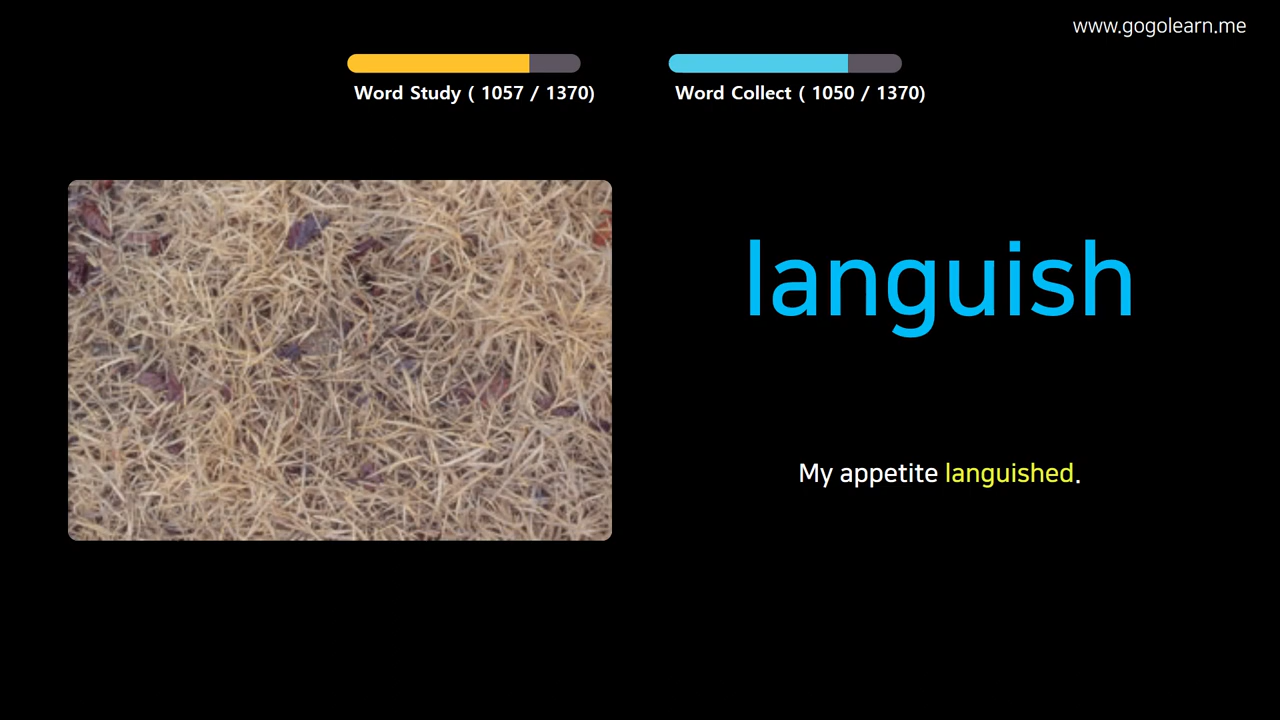 www.gogolearn.me
Word Study ( 1057 / 1370)
Word Collect ( 1050 / 1370)
languish
My appetite languished.